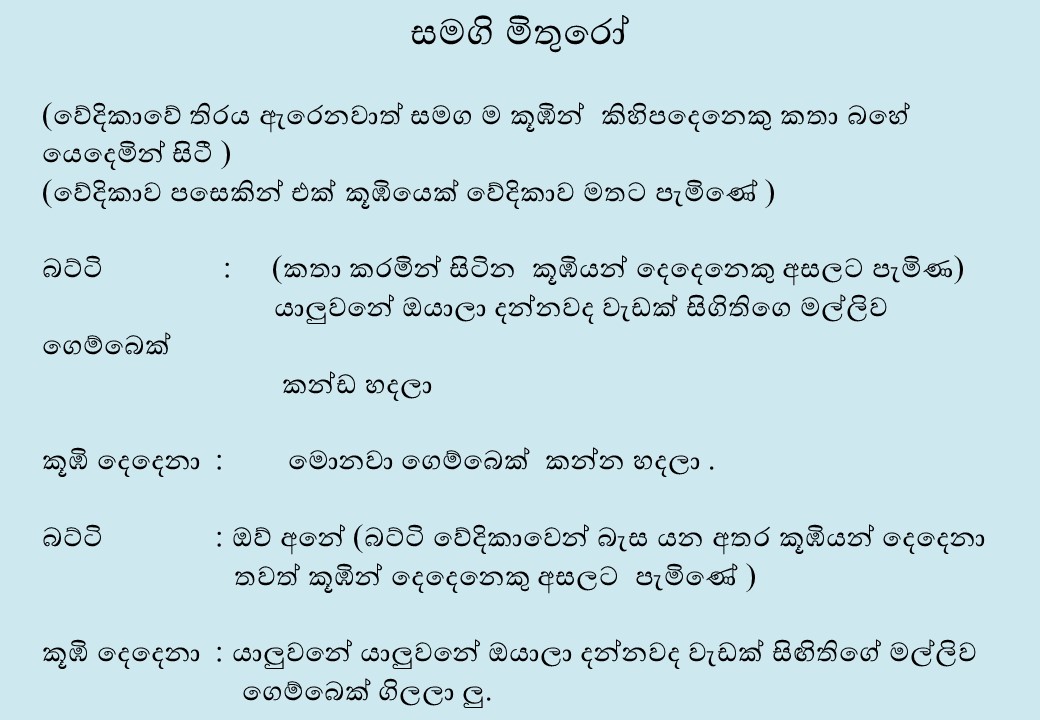 සමගි මිතුරෝ
(වේදිකාවේ තිරය ඇරෙනවාත් සමග ම කූඹින් කිහිපදෙනෙකු කතා බහේ
යෙදෙමින් සිටී )
(වේදිකාව පසෙකින් එක් කූඹියෙක් වේදිකාව මතට පැමිණේ )
බට්ටි : (කතා කරමින් සිටින කූඹියන් දෙදෙනෙකු අසලට පැමිණ)
යාලුවනේ ඔයාලා දන්නවද වැඩක් සිගිතිගෙ මල්ලිව
ගෙම්බෙක්
කන්ඩ හදලා
කූඹි දෙදෙනා : මොනවා ගෙම්බෙක් කන්න හදලා .
බට්ටි : ඔව් අනේ (බට්ටි වේදිකාවෙන් බැස යන අතර කූඹියන් දෙදෙනා
තවත් කූඹින් දෙදෙනෙකු අසලට පැමිණේ )
කූඹි දෙදෙනා : යාලුවනේ යාලුවනේ ඔයාලා දන්නවද වැඩක් සිඟිතිගේ මල්ලිව
ගෙම්බෙක් ගිලලා ලු.